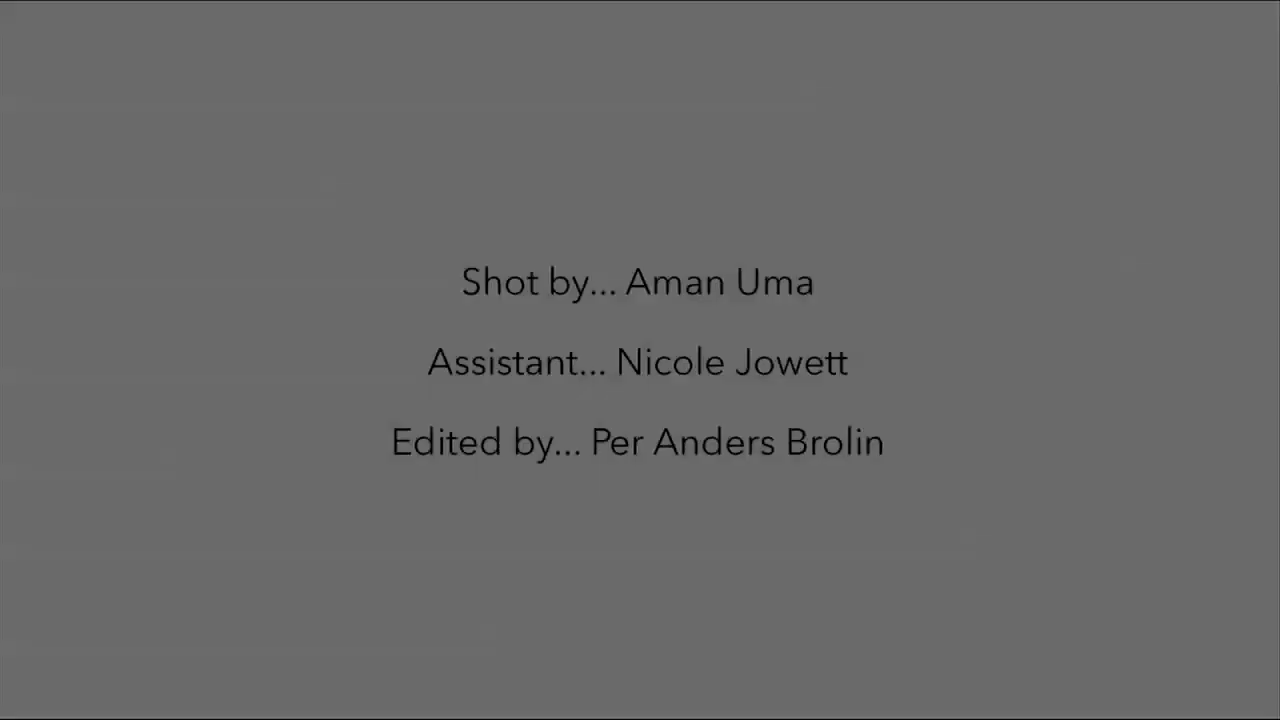 Shot by... Aman Uma
Assistant... Nicole Jowett
Edited by... Per Anders Brolin